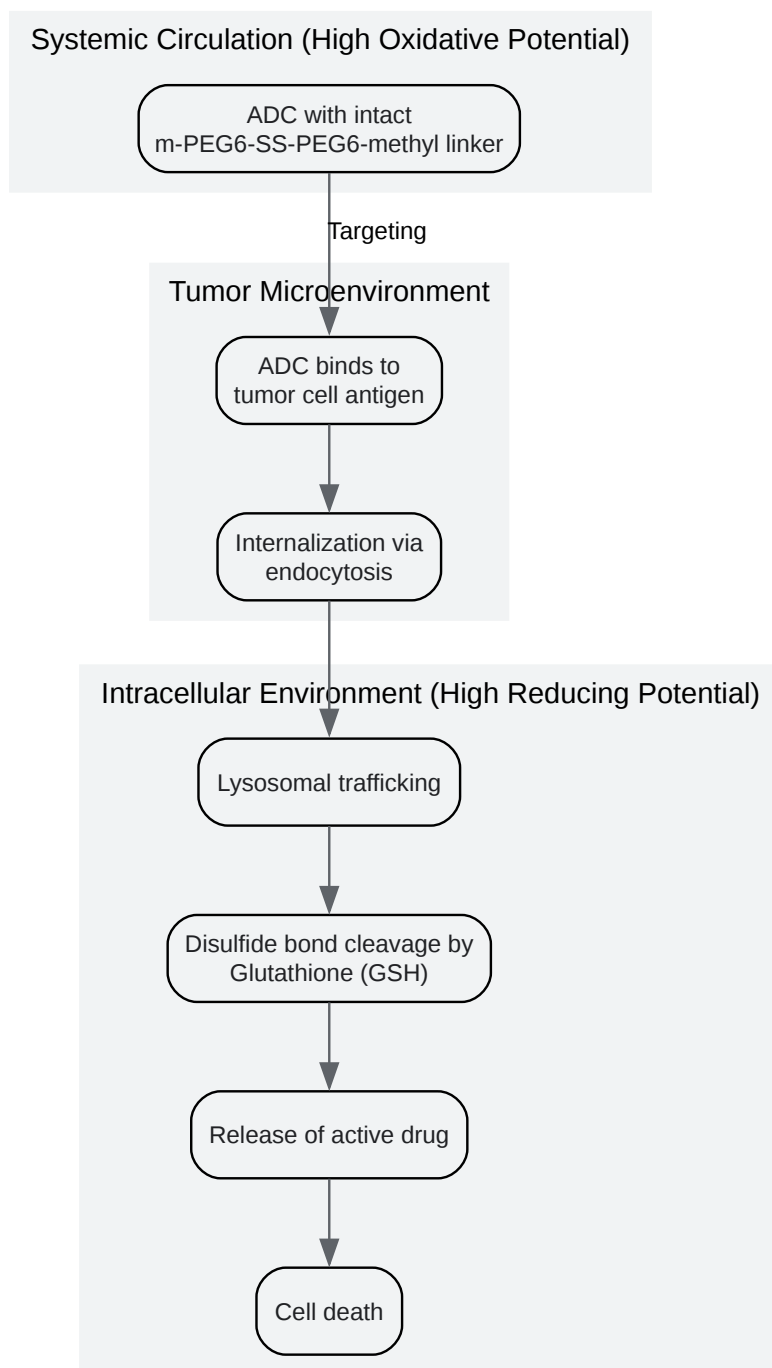 Systemic Circulation (High Oxidative Potential)
ADC with intact
m-PEG6-SS-PEG6-methyl linker
Targeting
Tumor Microenvironment
ADC binds to
tumor cell antigen
Internalization via
endocytosis
Intracellular Environment (High Reducing Potential)
Lysosomal trafficking
Disulfide bond cleavage by
Glutathione (GSH)
Release of active drug
Cell death